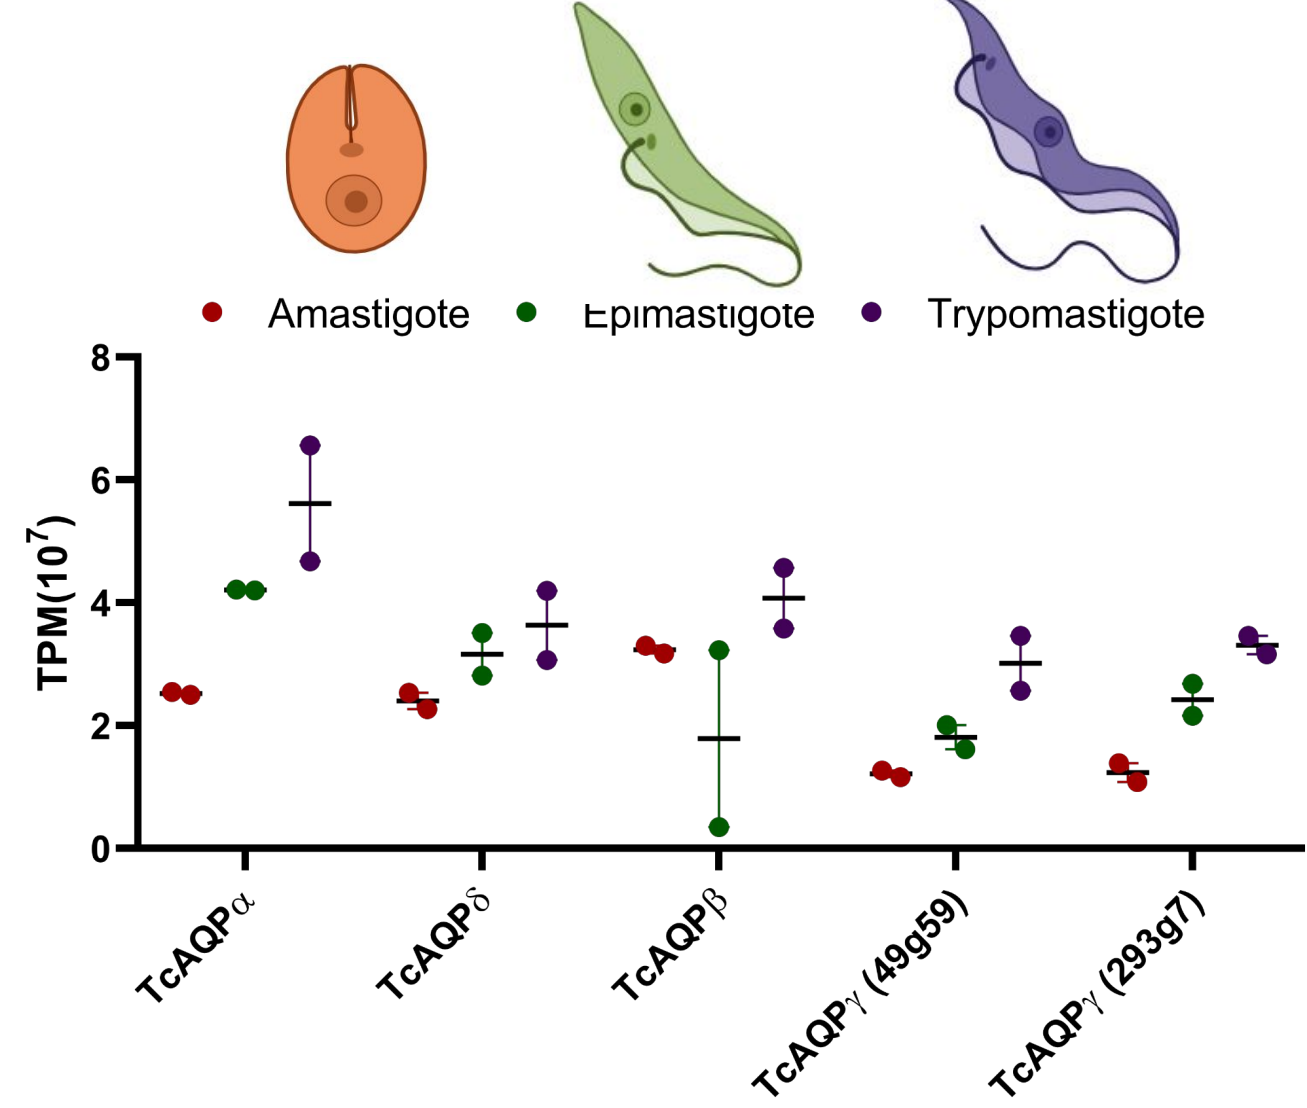 Amastigote Epimastigote Trypomastigote
8
6
4
2
0
TPM(10⁷)
TcAQPα
TcAQPδ
TcAQPβ
TcAQPγ (49g59)
TcAQPγ (293g7)